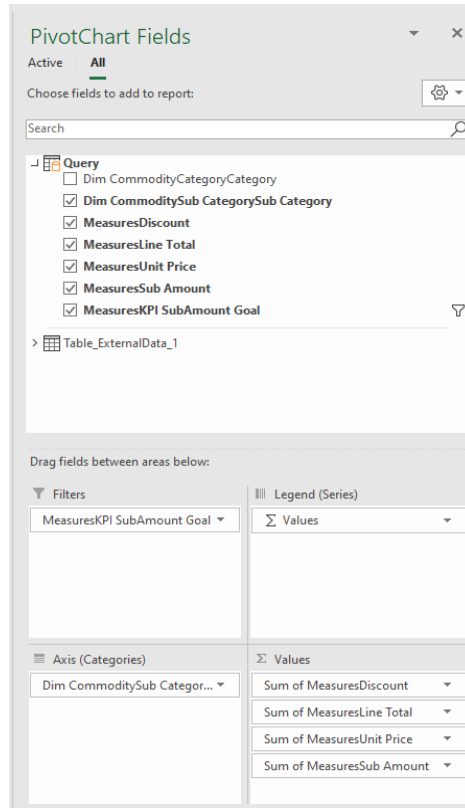 PivotChart Fields
Active All
Choose fields to add to report:
Search
Query
Dim CommodityCategoryCategory
Dim CommoditySub CategorySub Category
MeasuresDiscount
MeasuresLine Total
MeasuresUnit Price
MeasuresSub Amount
MeasuresKPI SubAmount Goal
Table_ExternalData_1
Drag fields between areas below:
Filters
MeasuresKPI SubAmount Goal
Legend (Series)
Σ Values
Axis (Categories)
Dim CommoditySub Categor...
Σ Values
Sum of MeasuresDiscount
Sum of MeasuresLine Total
Sum of MeasuresUnit Price
Sum of MeasuresSub Amount